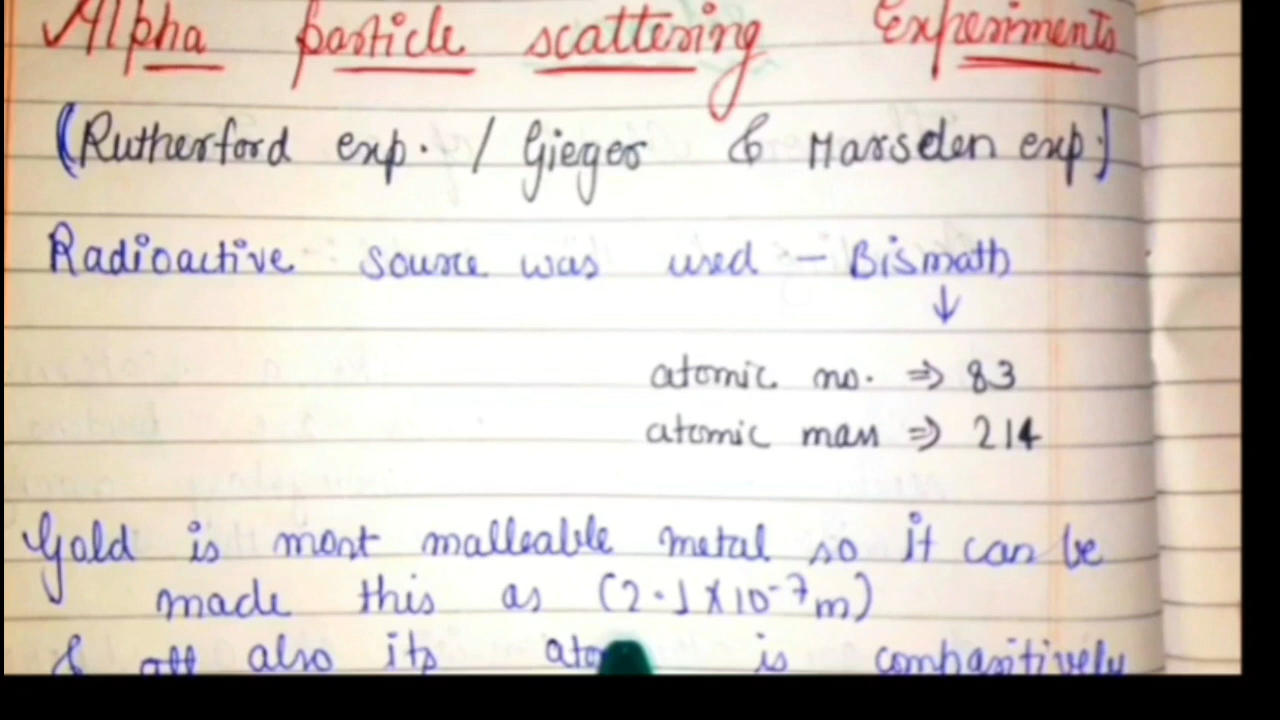 Alpha particle scattering Experiments
(Rutherford exp. / Gieger & Marsden exp.)
Radioactive source was used – Bismath
↓
atomic no. ⇒ 83
atomic mass ⇒ 214
Gold is most malleable metal so it can be
made this as (2.1 X 10⁻⁷ m)
& also its is comparitively